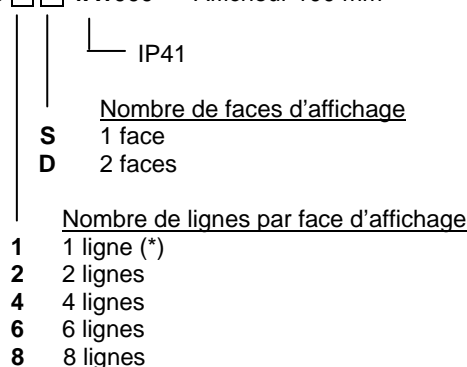 IP41
Nombre de faces d'affichage
S 1 face
D 2 faces
Nombre de lignes par face d'affichage
1 1 ligne (*)
2 2 lignes
4 4 lignes
6 6 lignes
8 8 lignes